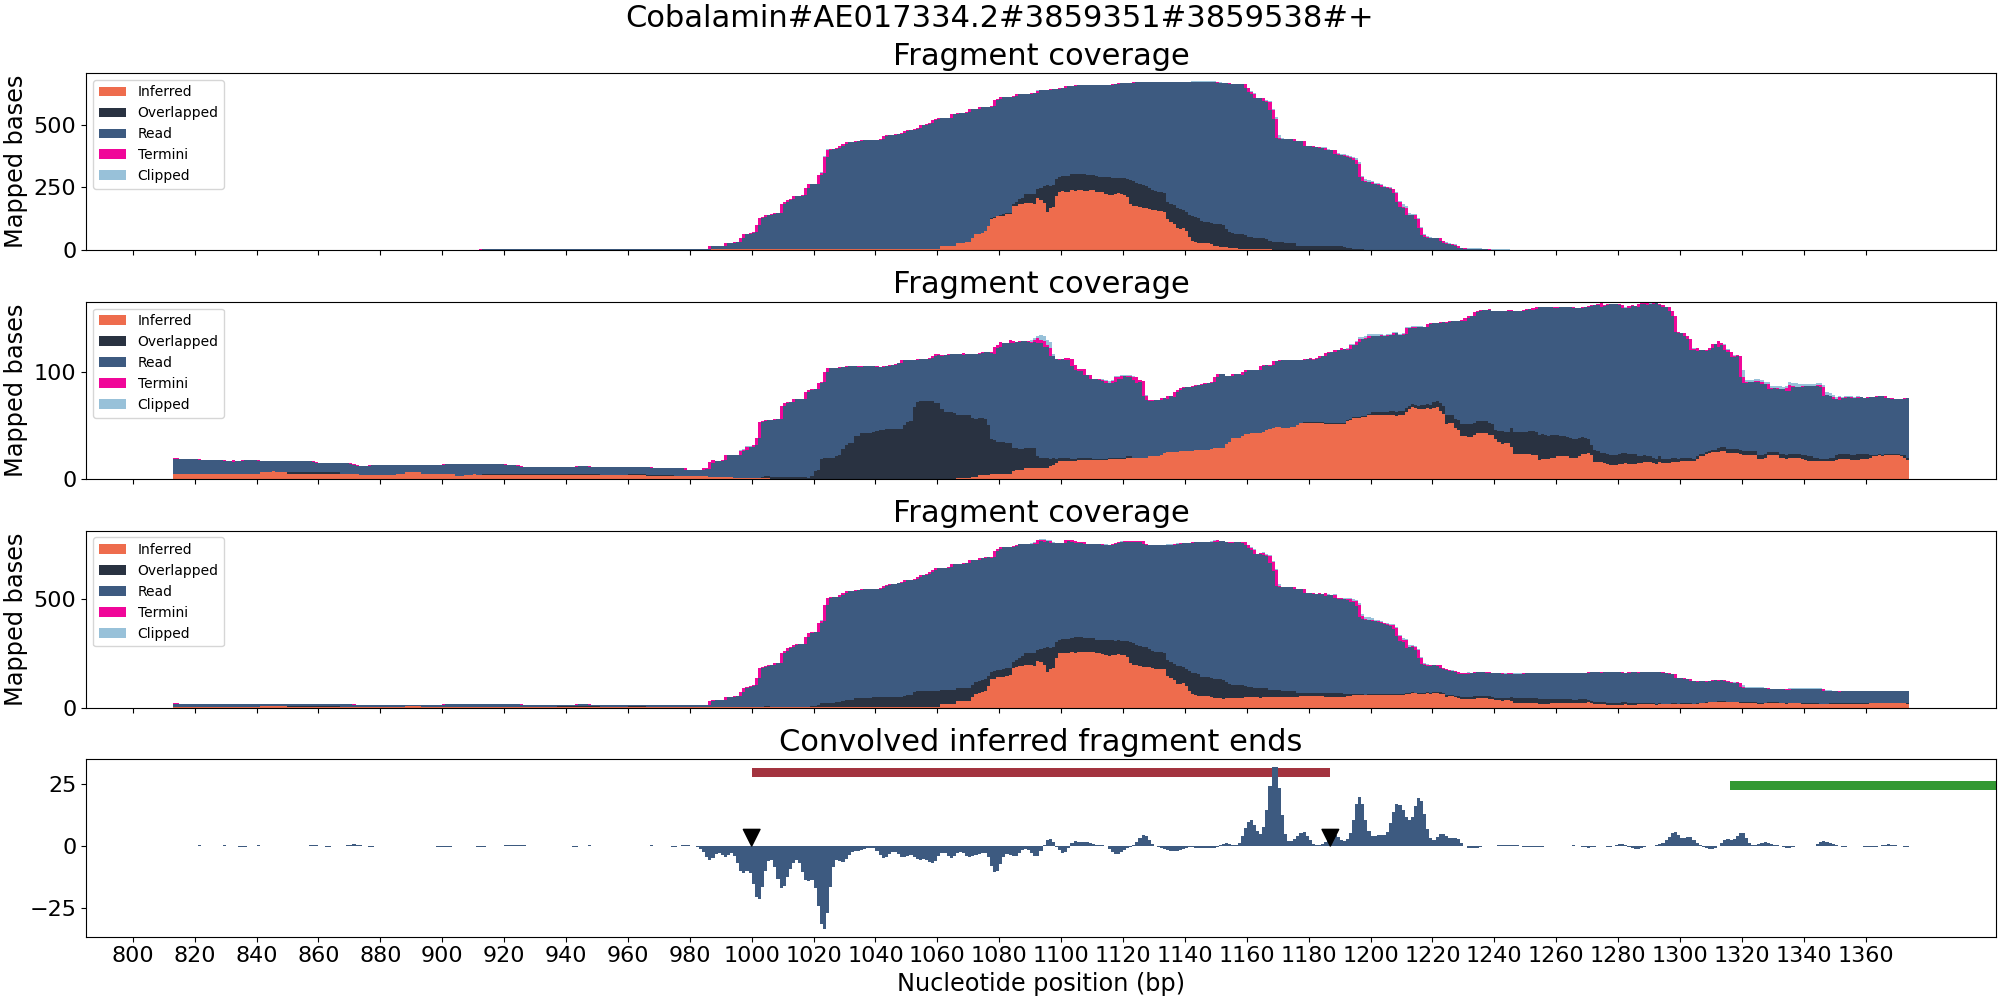 Cobalamin#AE017334.2#3859351#3859538#+
Fragment coverage
Mapped bases
500
250
0
Inferred
Overlapped
Read
Termini
Clipped
Fragment coverage
Mapped bases
100
0
Inferred
Overlapped
Read
Termini
Clipped
Fragment coverage
Mapped bases
500
0
Inferred
Overlapped
Read
Termini
Clipped
Convolved inferred fragment ends
25
0
−25
800 820 840 860 880 900 920 940 960 980 1000 1020 1040 1060 1080 1100 1120 1140 1160 1180 1200 1220 1240 1260 1280 1300 1320 1340 1360
Nucleotide position (bp)